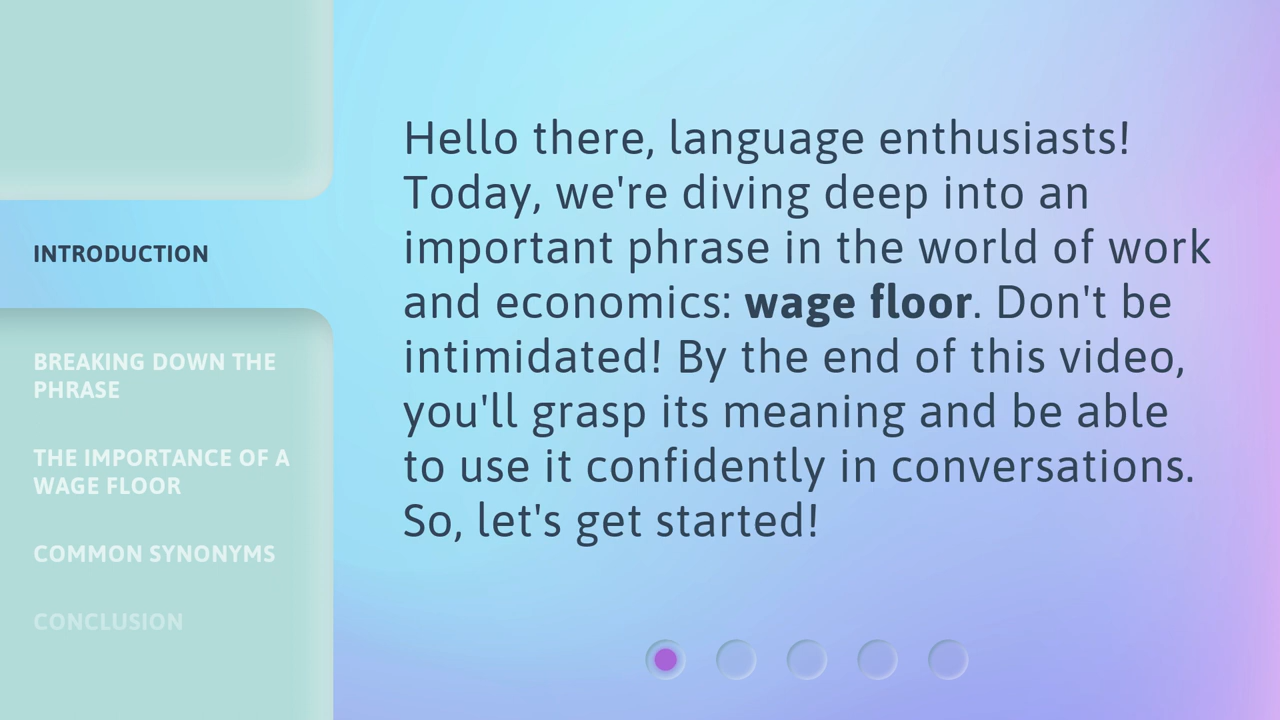 INTRODUCTION
BREAKING DOWN THE
PHRASE
THE IMPORTANCE OF A
WAGE FLOOR
COMMON SYNONYMS
CONCLUSION
Hello there, language enthusiasts!
Today, we're diving deep into an
important phrase in the world of work
and economics: wage floor. Don't be
intimidated! By the end of this video,
you'll grasp its meaning and be able
to use it confidently in conversations.
So, let's get started!